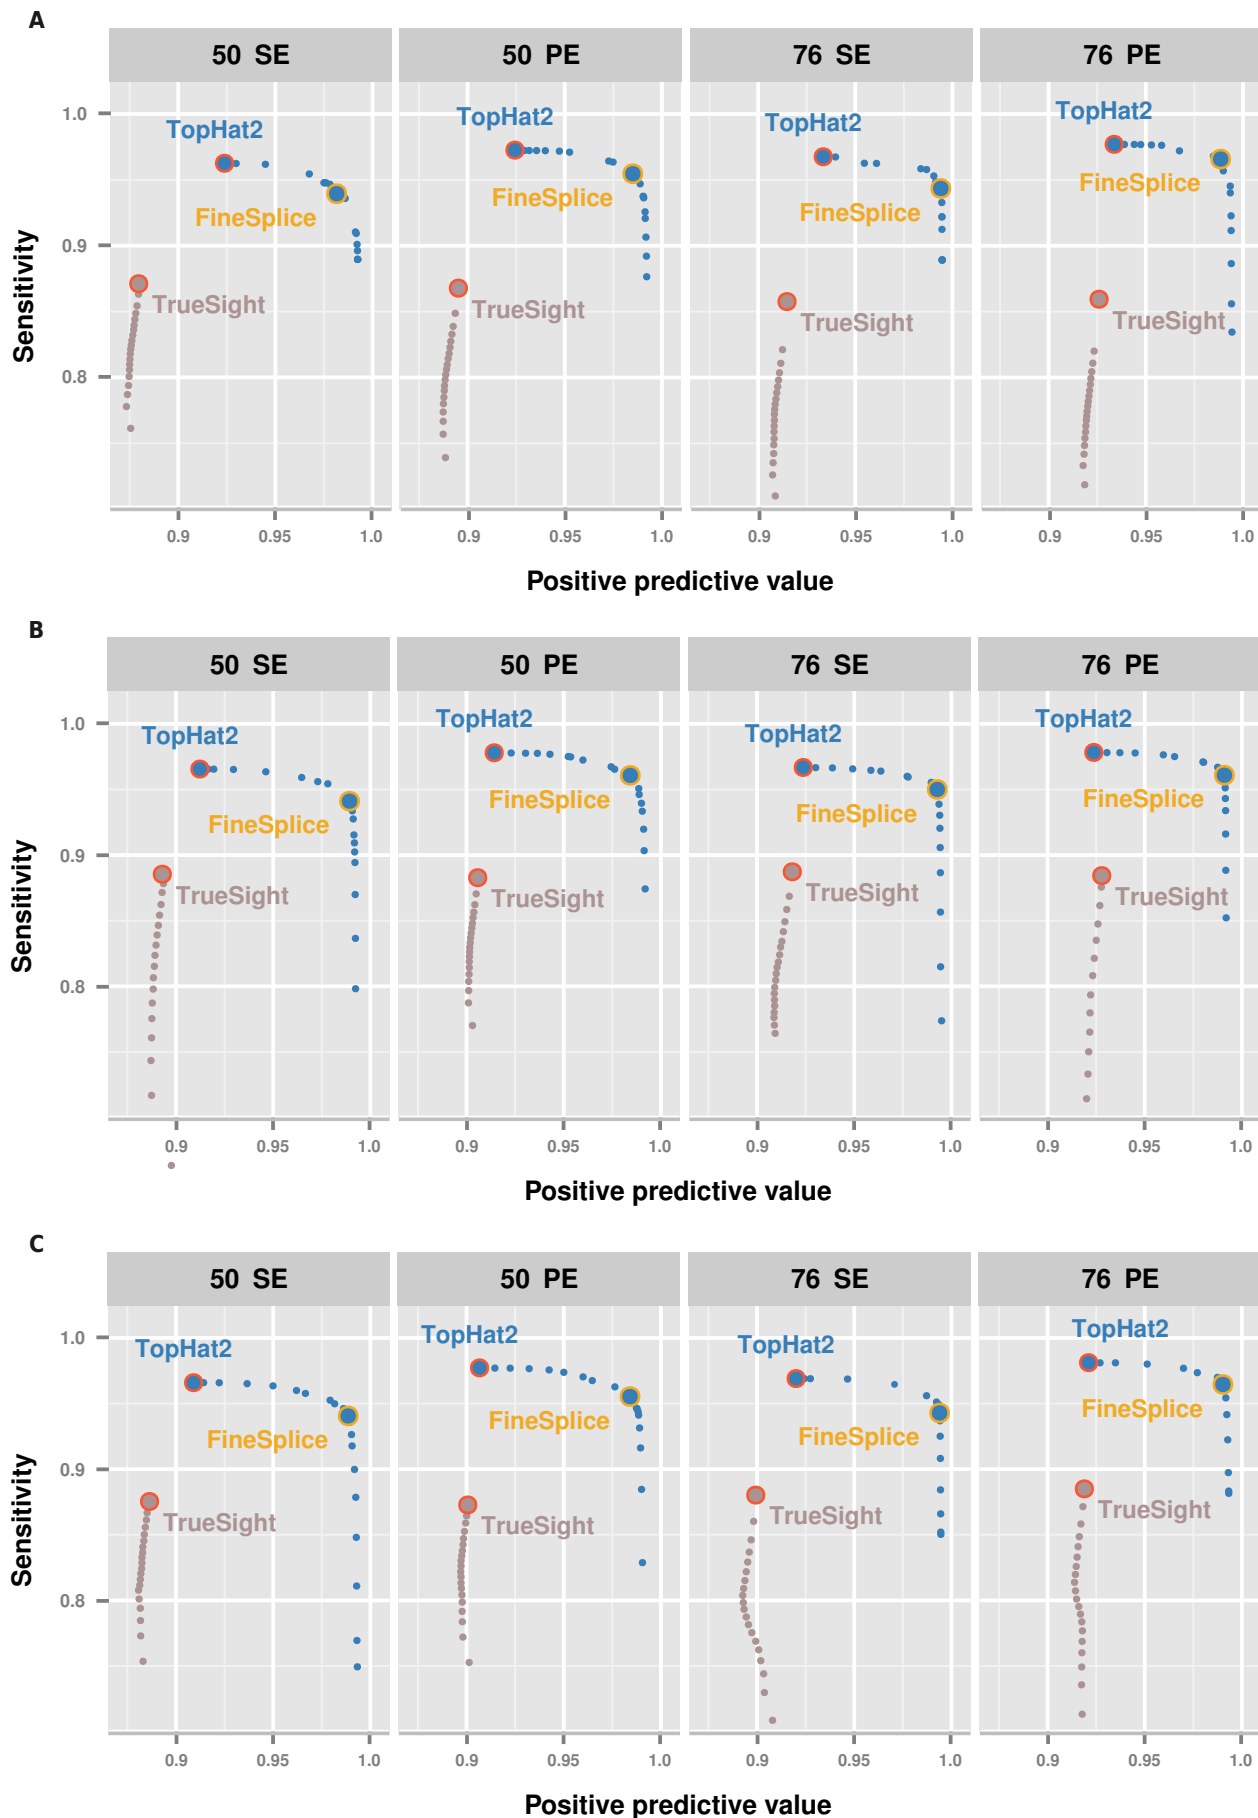 A
50 SE 50 PE 76 SE 76 PE
1.0
TopHat2 TopHat2 TopHat2 TopHat2
FineSplice FineSplice FineSplice FineSplice
0.9
Sensitivity
TrueSight TrueSight TrueSight TrueSight
0.8
0.9 0.95 1.0 0.9 0.95 1.0 0.9 0.95 1.0 0.9 0.95 1.0
Positive predictive value
B
50 SE 50 PE 76 SE 76 PE
1.0
TopHat2 TopHat2 TopHat2 TopHat2
FineSplice FineSplice FineSplice FineSplice
0.9
Sensitivity
TrueSight TrueSight TrueSight TrueSight
0.8
0.9 0.95 1.0 0.9 0.95 1.0 0.9 0.95 1.0 0.9 0.95 1.0
Positive predictive value
C
50 SE 50 PE 76 SE 76 PE
1.0
TopHat2 TopHat2 TopHat2 TopHat2
FineSplice FineSplice FineSplice FineSplice
0.9
Sensitivity
TrueSight TrueSight TrueSight TrueSight
0.8
0.9 0.95 1.0 0.9 0.95 1.0 0.9 0.95 1.0 0.9 0.95 1.0
Positive predictive value